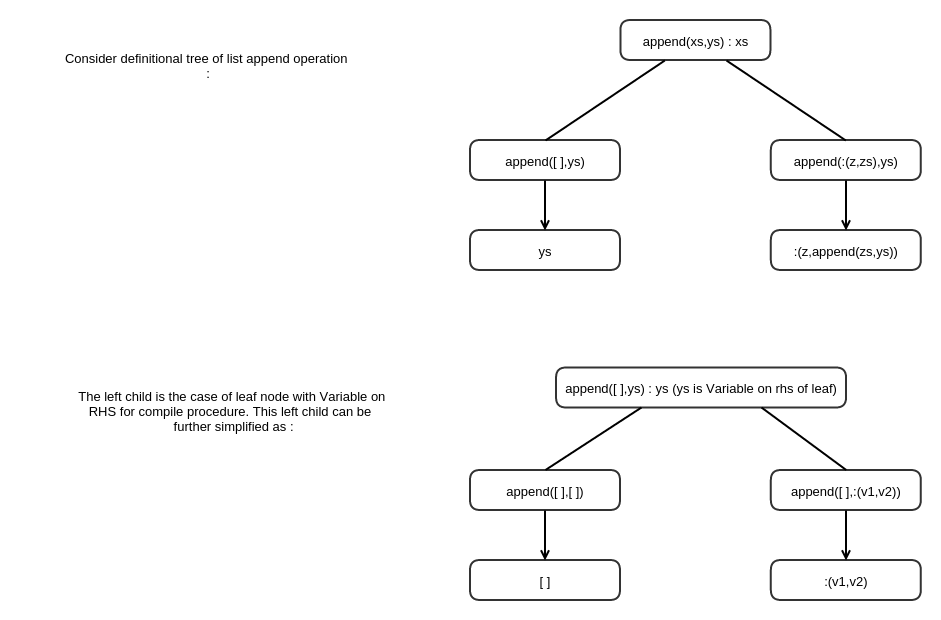 append(xs,ys) : xs
Consider definitional tree of list append operation
:
append([ ],ys)
append(:(z,zs),ys)
ys
:(z,append(zs,ys))
append([ ],ys) : ys (ys is Variable on rhs of leaf)
The left child is the case of leaf node with Variable on
RHS for compile procedure. This left child can be
further simplified as :
append([ ],[ ])
append([ ],:(v1,v2))
[ ]
:(v1,v2)